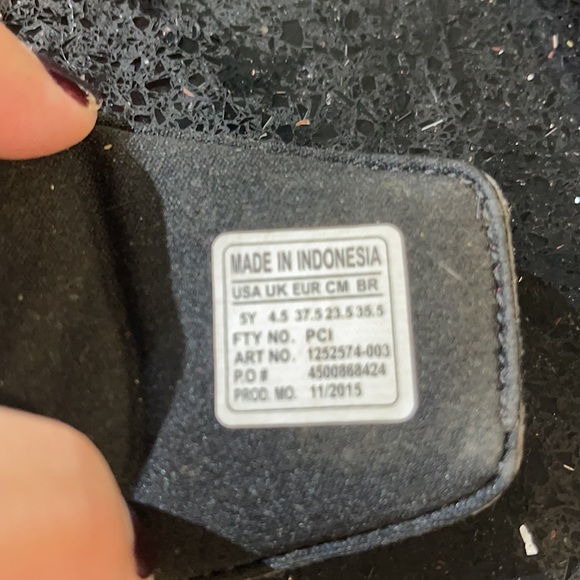 MADE IN INDONESIA
USA UK EUR CM BR
5Y 4.5 37.5 23.5 35.5
FTY NO. PCI
ART NO. 1252574-003
P.O # 4500868424
PROD. MO. 11/2015